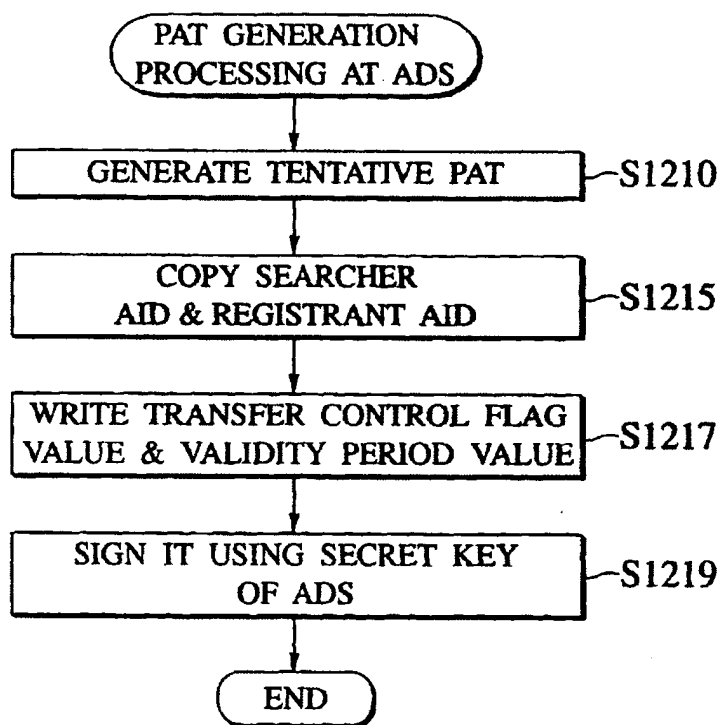 PAT GENERATION
PROCESSING AT ADS
GENERATE TENTATIVE PAT
S1210
COPY SEARCHER
AID & REGISTRANT AID
S1215
WRITE TRANSFER CONTROL FLAG
VALUE & VALIDITY PERIOD VALUE
S1217
SIGN IT USING SECRET KEY
OF ADS
S1219
END